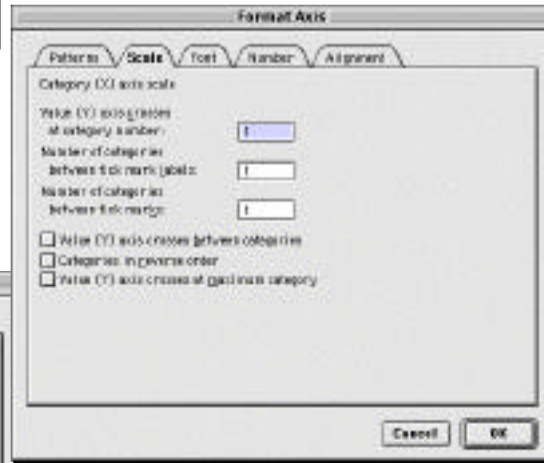 Format Axis
Patterns Scale Font Number Alignment
Category (X) axis scale
Value (Y) axis crosses
at category number: 1
Number of categories
between tick mark labels: 1
Number of categories
between tick marks: 1
Value (Y) axis crosses between categories
Categories in reverse order
Value (Y) axis crosses at maximum category
Cancel OK